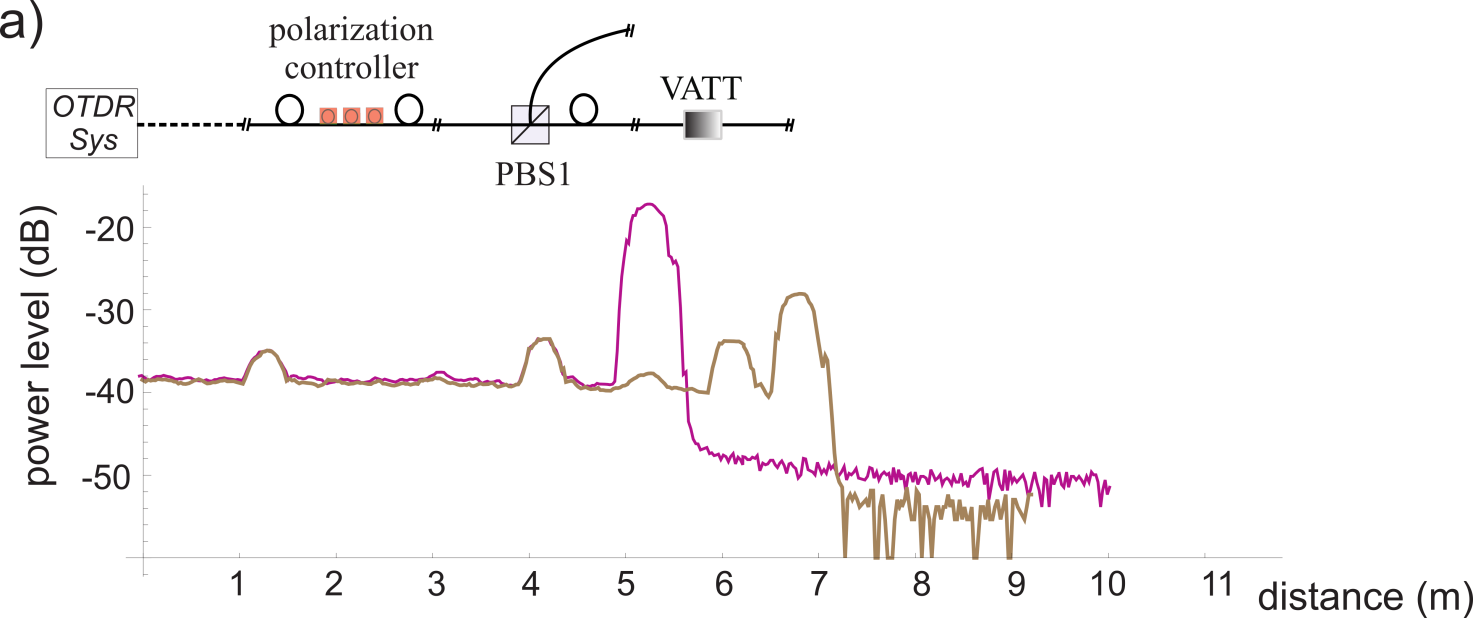 a)
polarization
controller
OTDR
Sys
VATT
PBS1
power level (dB)
-20
-30
-40
-50
1 2 3 4 5 6 7 8 9 10 11
distance (m)